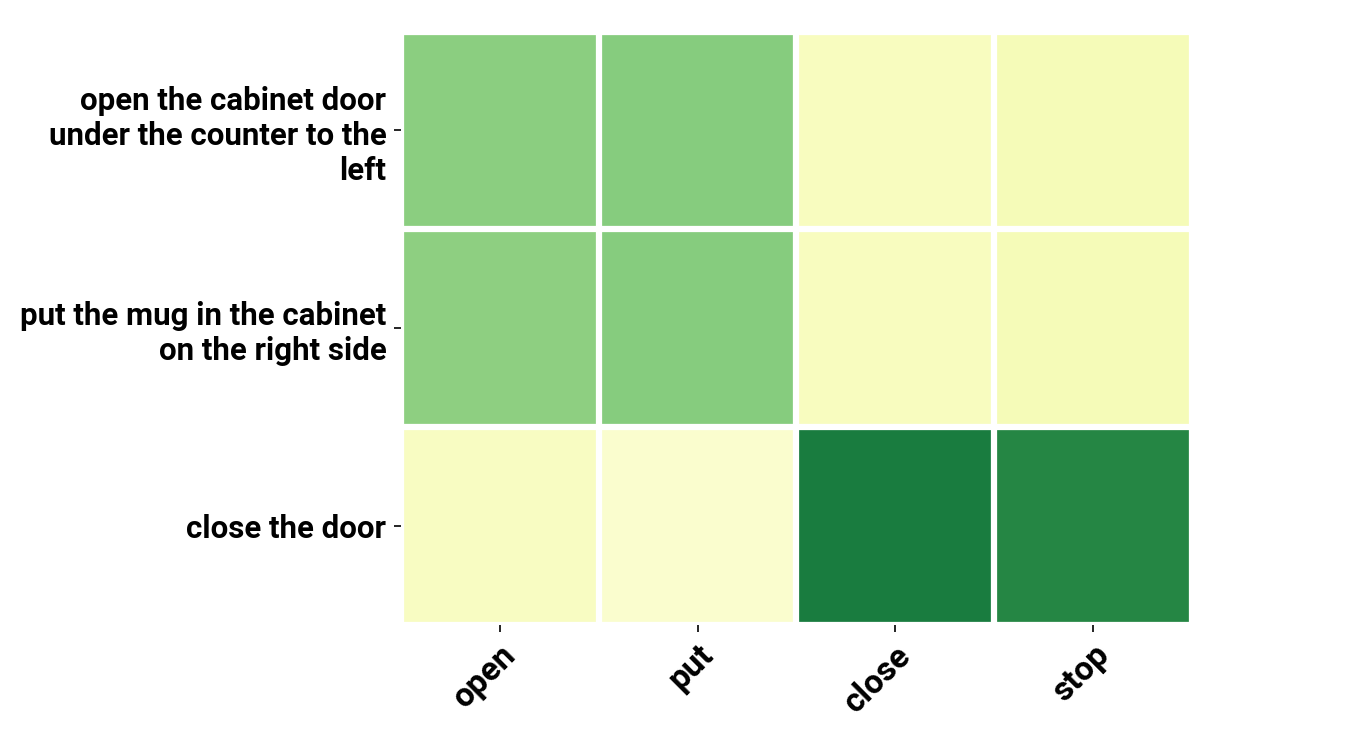 open the cabinet door
under the counter to the
left
put the mug in the cabinet
on the right side
close the door
open
put
close
stop